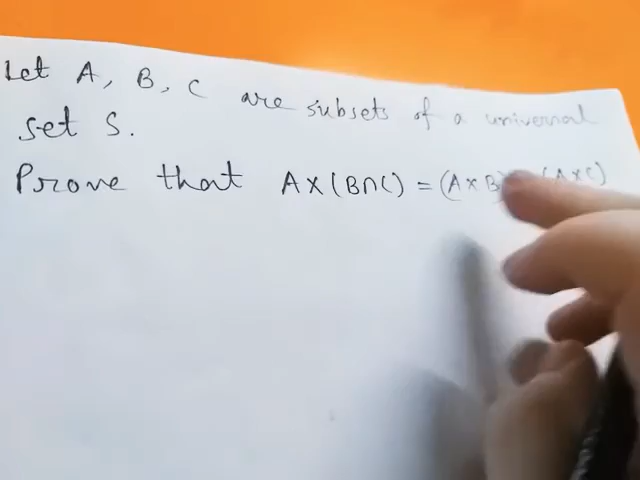 Let A, B, C are subsets of a universal
set S.
Prove that A×(B∩C) = (A×B) (A×C)